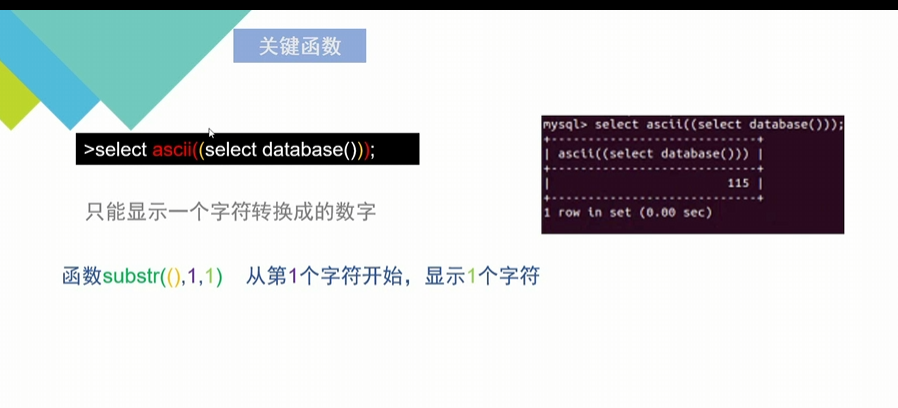 关键函数
>select ascii((select database()));
只能显示一个字符转换成的数字
函数substr((),1,1) 从第1个字符开始，显示1个字符
mysql> select ascii((select database()));
+----------------------------+
| ascii((select database())) |
+----------------------------+
| 115 |
+----------------------------+
1 row in set (0.00 sec)